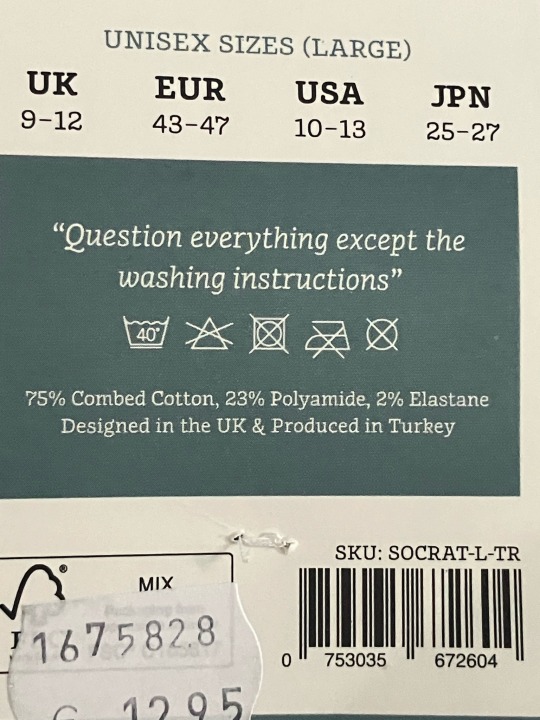 UNISEX SIZES (LARGE)
UK EUR USA JPN
9-12 43-47 10-13 25-27
“Question everything except the
washing instructions”
40°
75% Combed Cotton, 23% Polyamide, 2% Elastane
Designed in the UK & Produced in Turkey
SKU: SOCRAT-L-TR
®
MIX
1675828
12.95
0 753035 672604